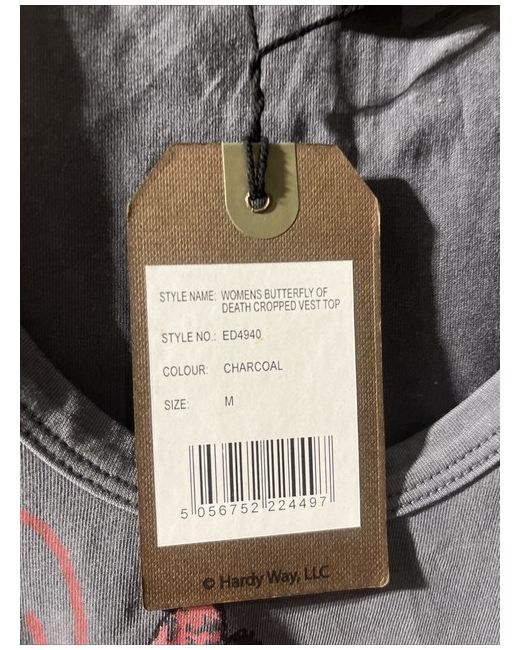 STYLE NAME: WOMENS BUTTERFLY OF
DEATH CROPPED VEST TOP
STYLE NO.: ED4940
COLOUR: CHARCOAL
SIZE: M
5 056752 224497
© Hardy Way, LLC